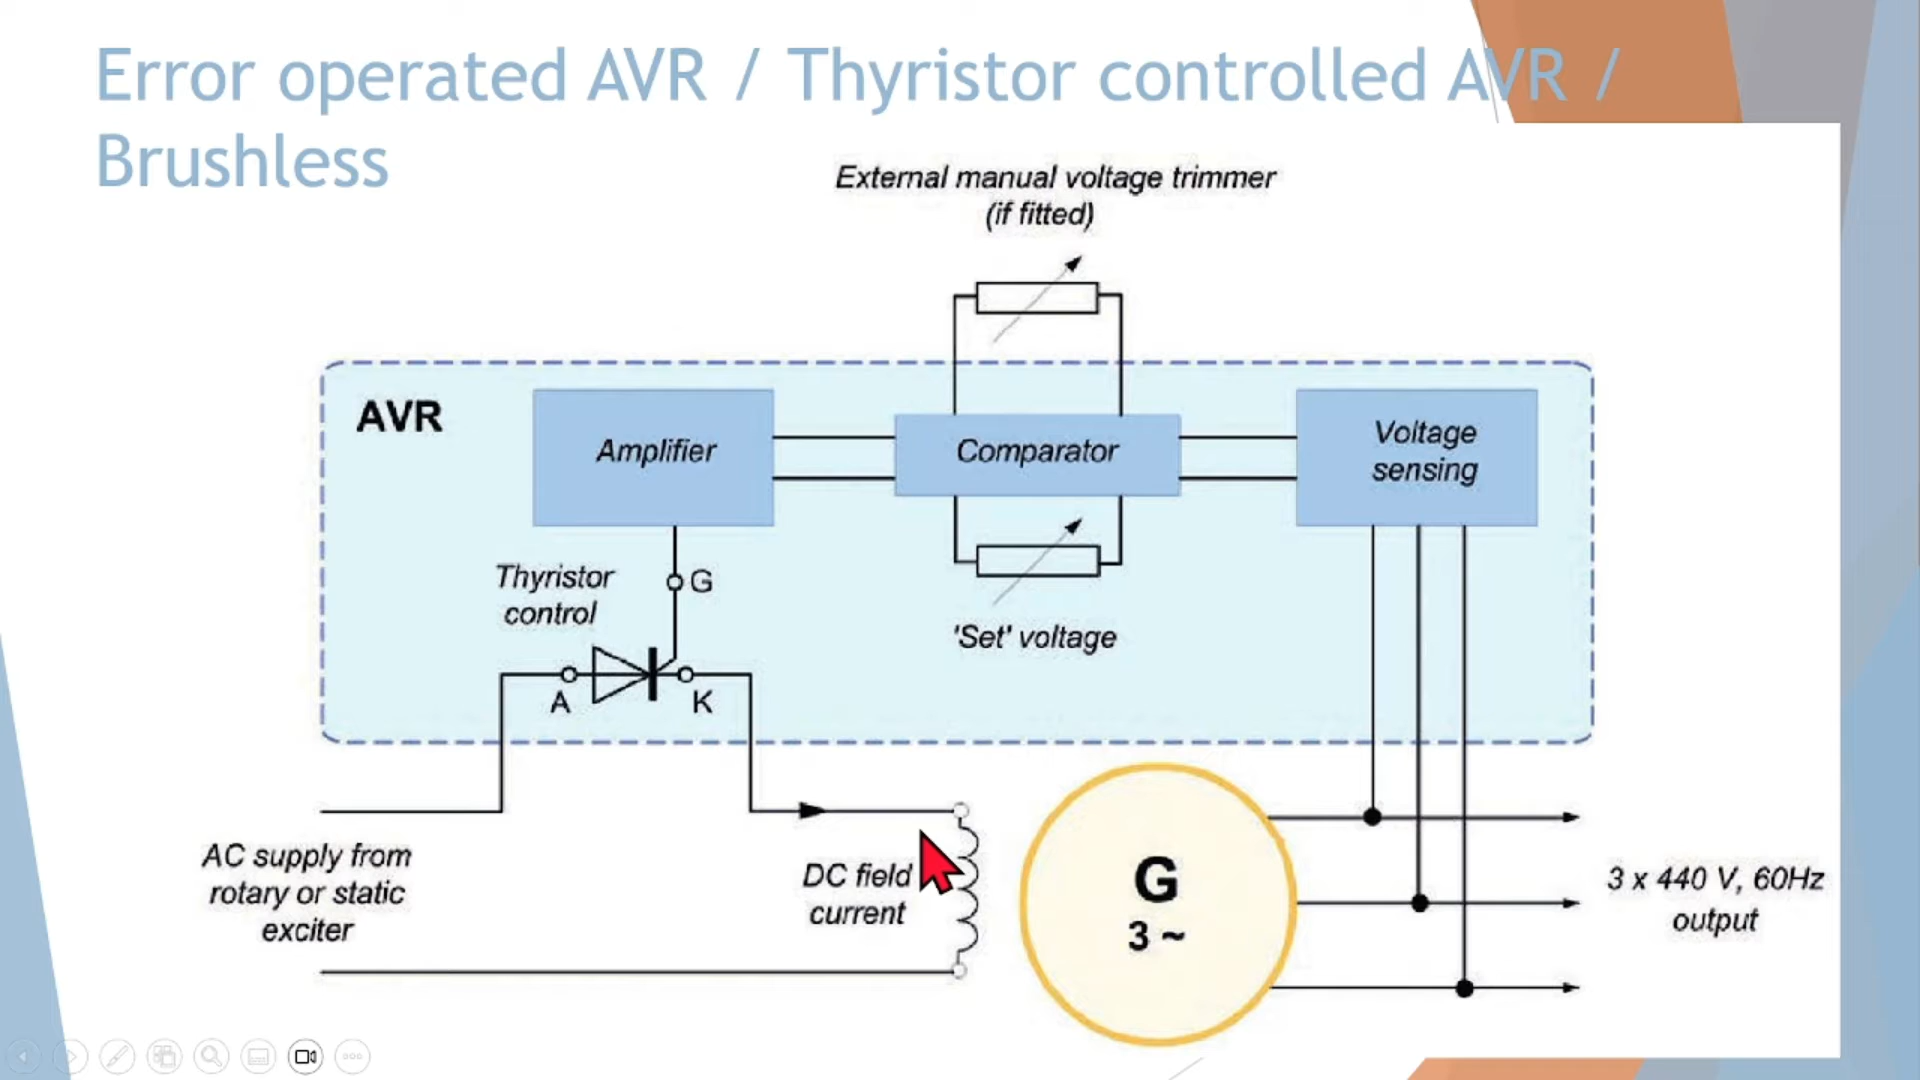 Error operated AVR / Thyristor controlled AVR /
Brushless
External manual voltage trimmer
(if fitted)
AVR
Amplifier
Comparator
Voltage
sensing
Thyristor
control
G
A
K
'Set' voltage
AC supply from
rotary or static
exciter
DC field
current
G
3 ~
3 x 440 V, 60Hz
output